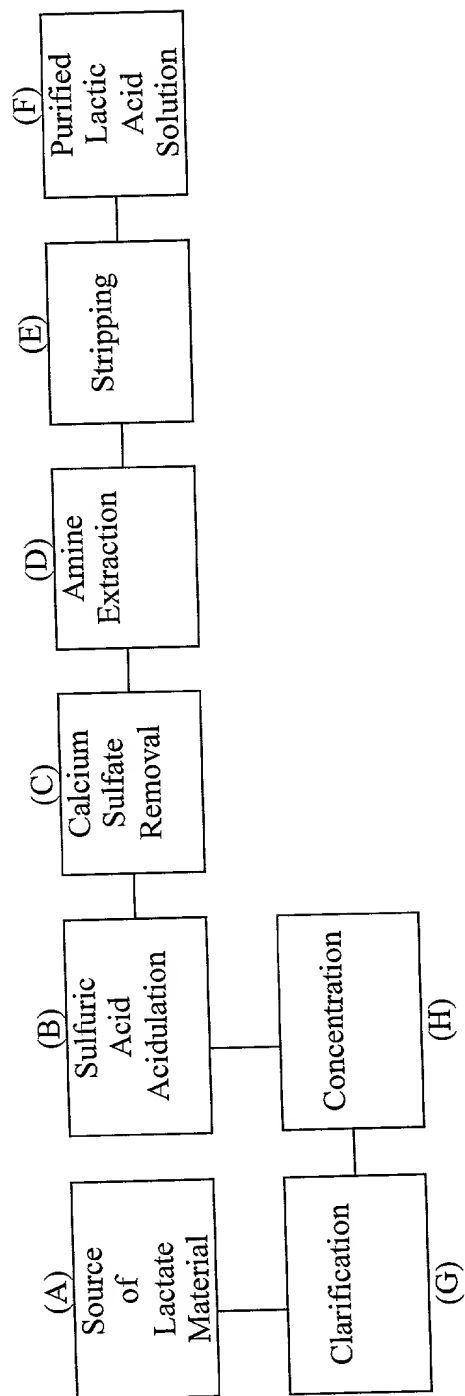 (A)
Source
of
Lactate
Material
(G)
Clarification
(H)
Concentration
(B)
Sulfuric
Acid
Acidulation
(C)
Calcium
Sulfate
Removal
(D)
Amine
Extraction
(E)
Stripping
(F)
Purified
Lactic
Acid
Solution